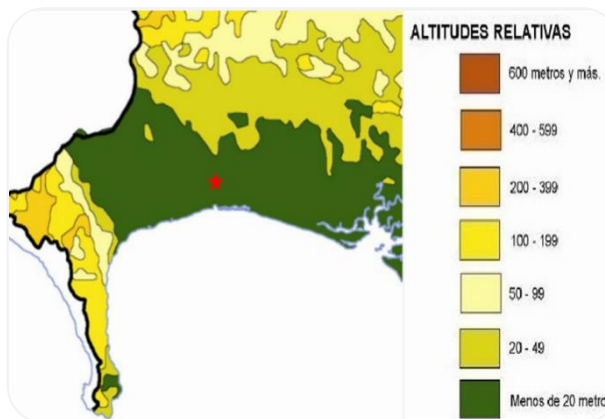 ALTITUDES RELATIVAS
600 metros y más.
400 - 599
200 - 399
100 - 199
50 - 99
20 - 49
Menos de 20 metro